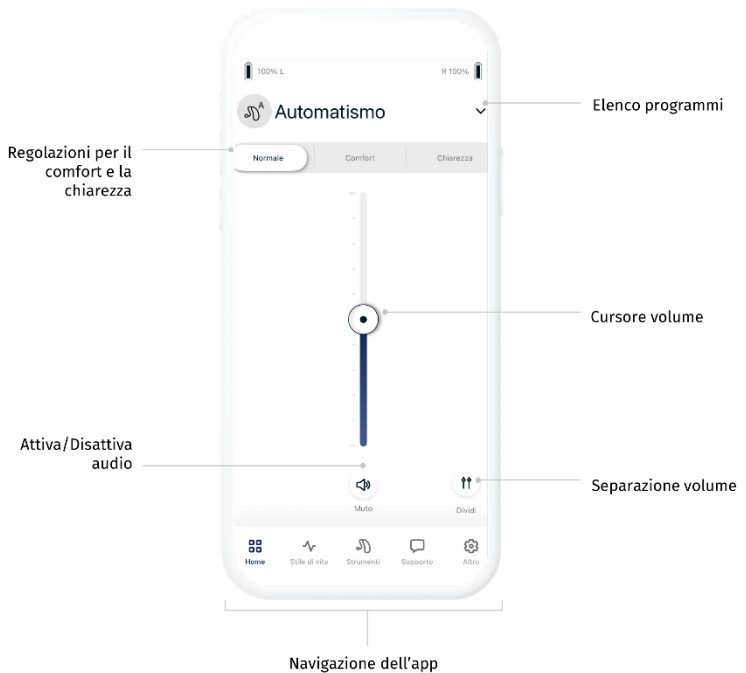 100% L
R 100%
A
Automatismo
Elenco programmi
Regolazioni per il
comfort e la
chiarezza
Normale
Comfort
Chiarezza
Cursore volume
Attiva/Disattiva
audio
Separazione volume
Muto
Dividi
Home
Stile di vita
Strumenti
Supporto
Altro
Navigazione dell'app